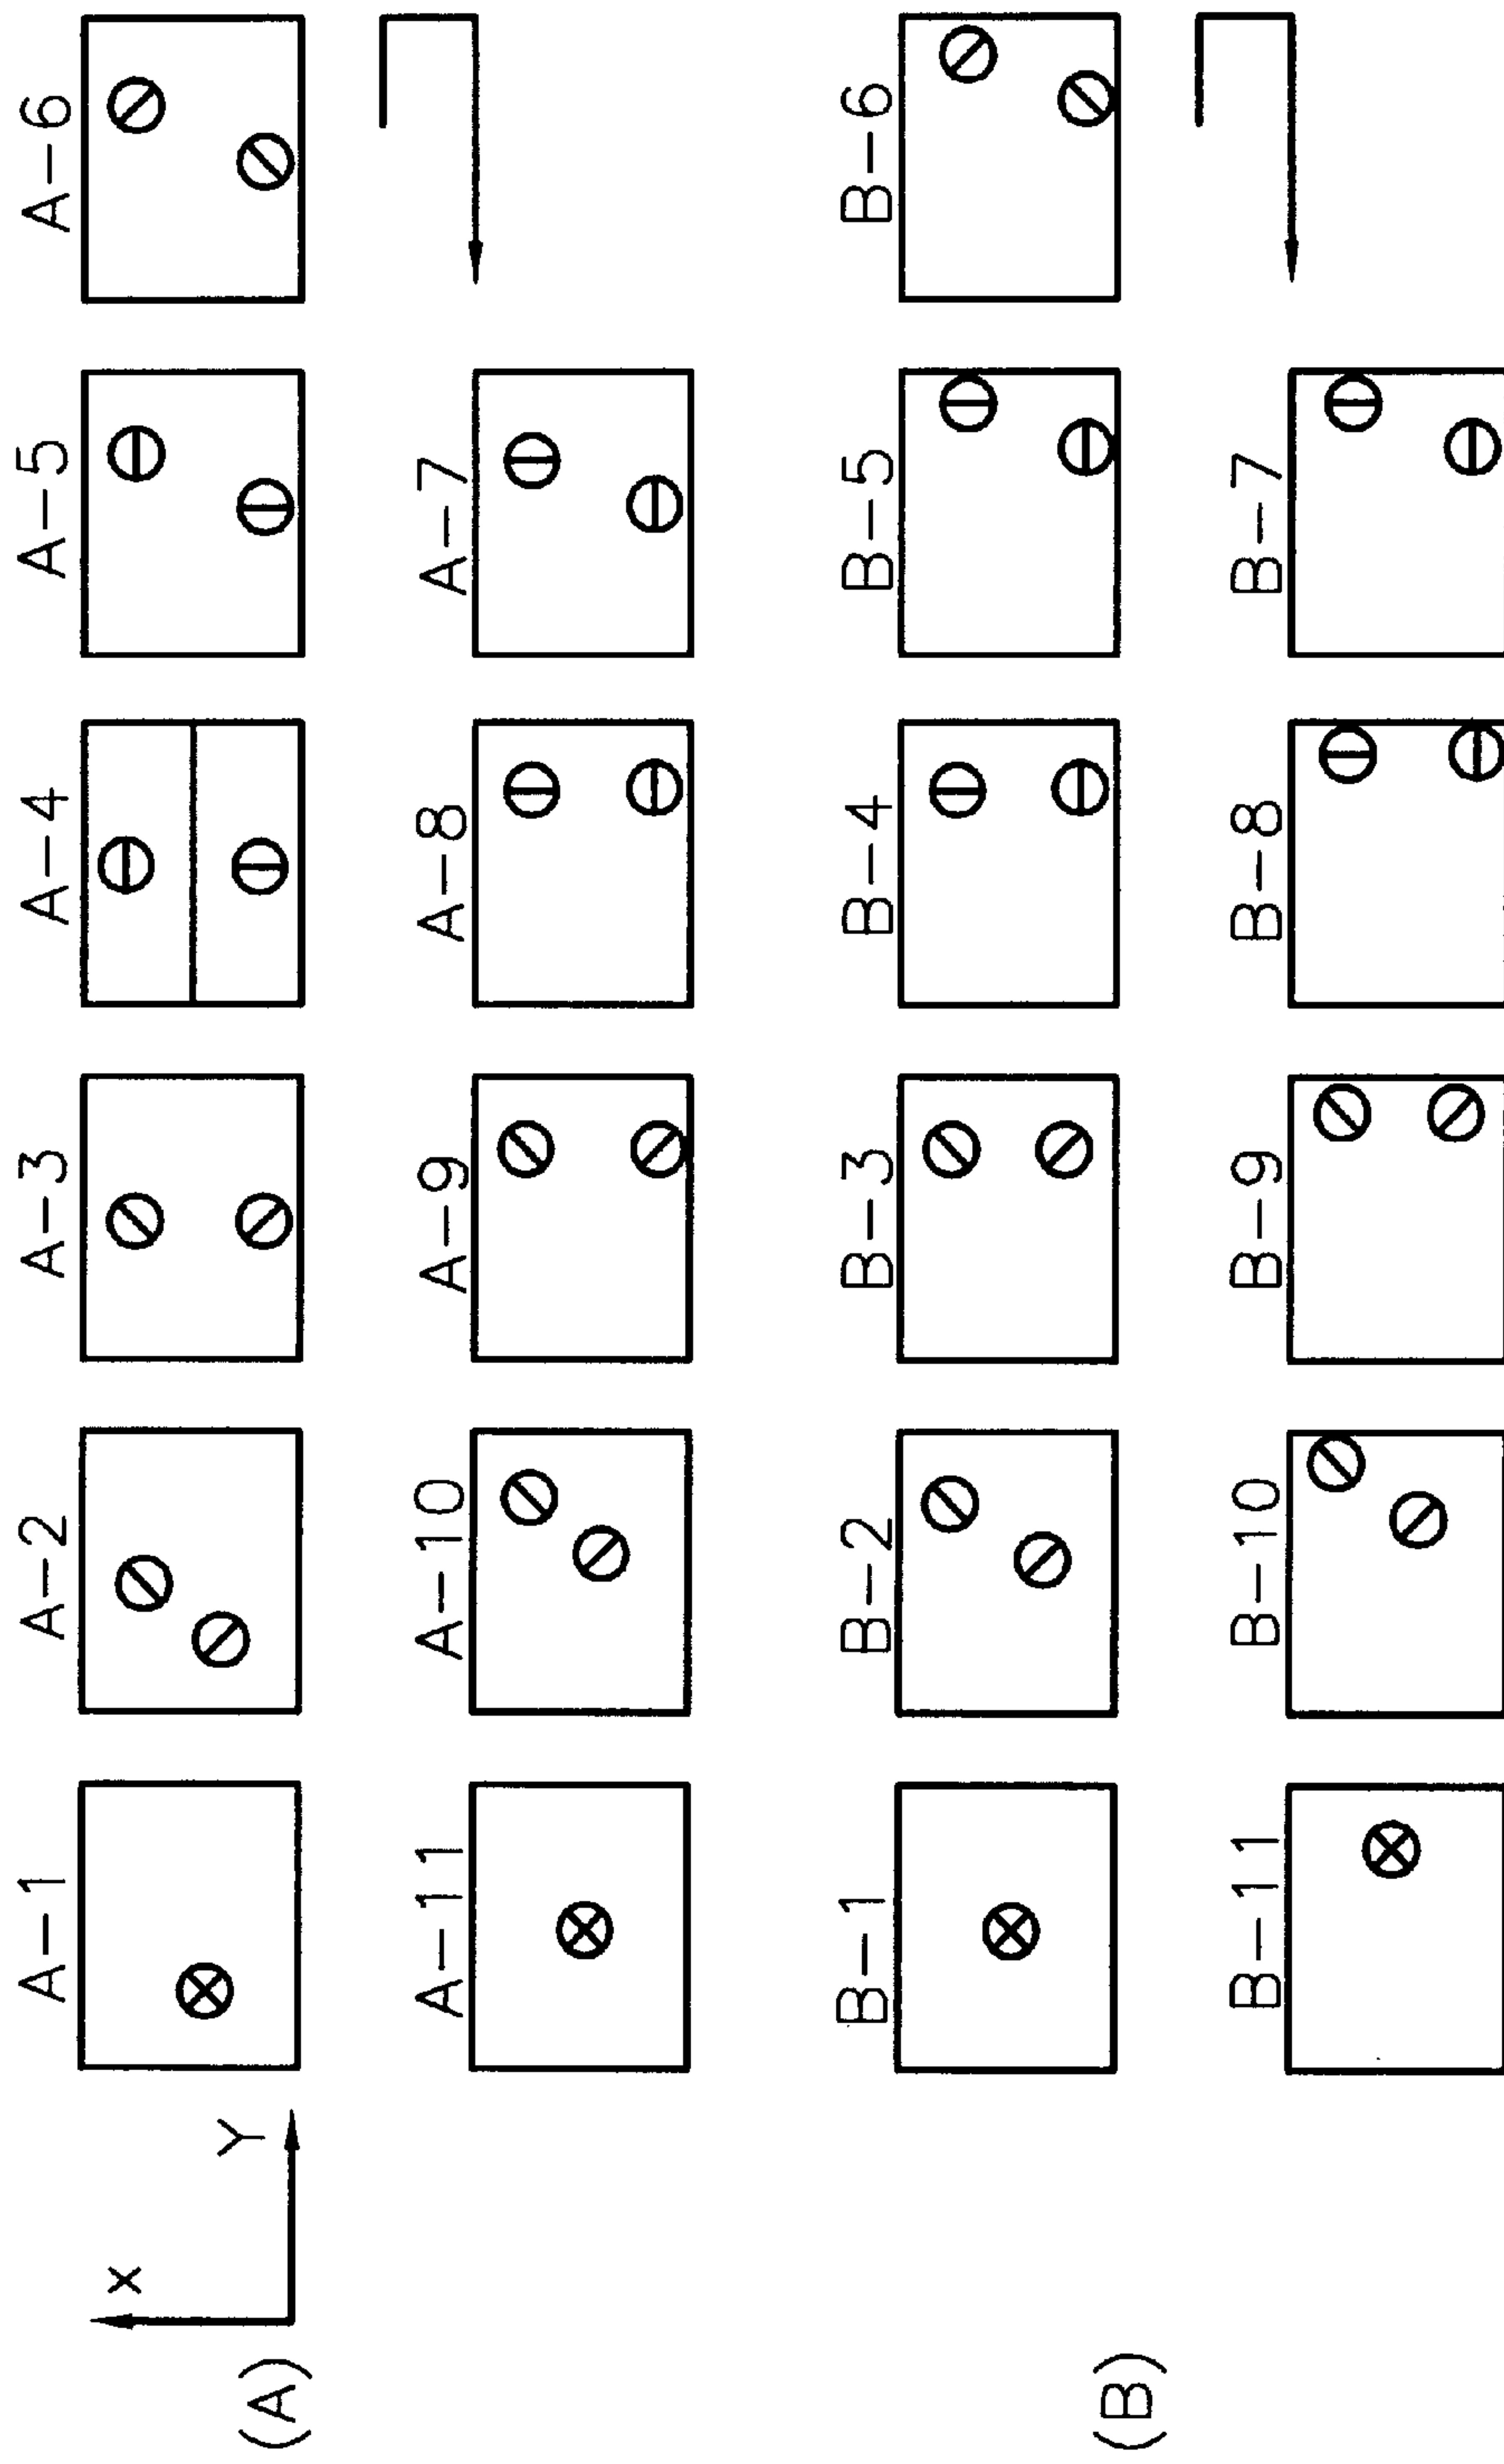 (A)
X
Y
A-1 A-2 A-3 A-4 A-5 A-6
A-11 A-10 A-9 A-8 A-7
(B)
B-1 B-2 B-3 B-4 B-5 B-6
B-11 B-10 B-9 B-8 B-7